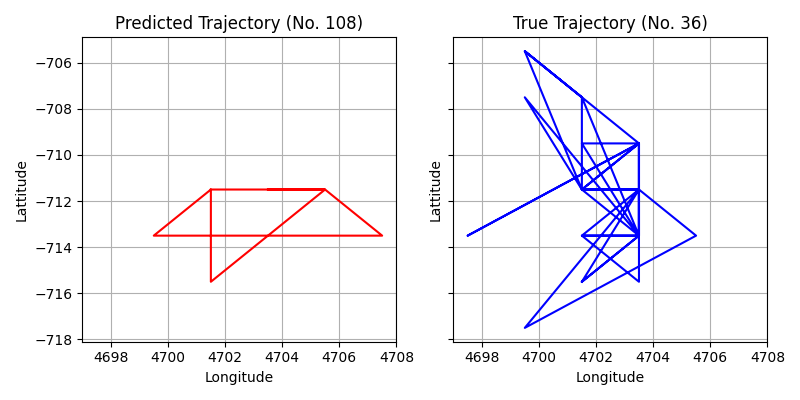 Predicted Trajectory (No. 108)
Lattitude
−706
−708
−710
−712
−714
−716
−718
4698 4700 4702 4704 4706 4708
Longitude
True Trajectory (No. 36)
Lattitude
4698 4700 4702 4704 4706 4708
Longitude